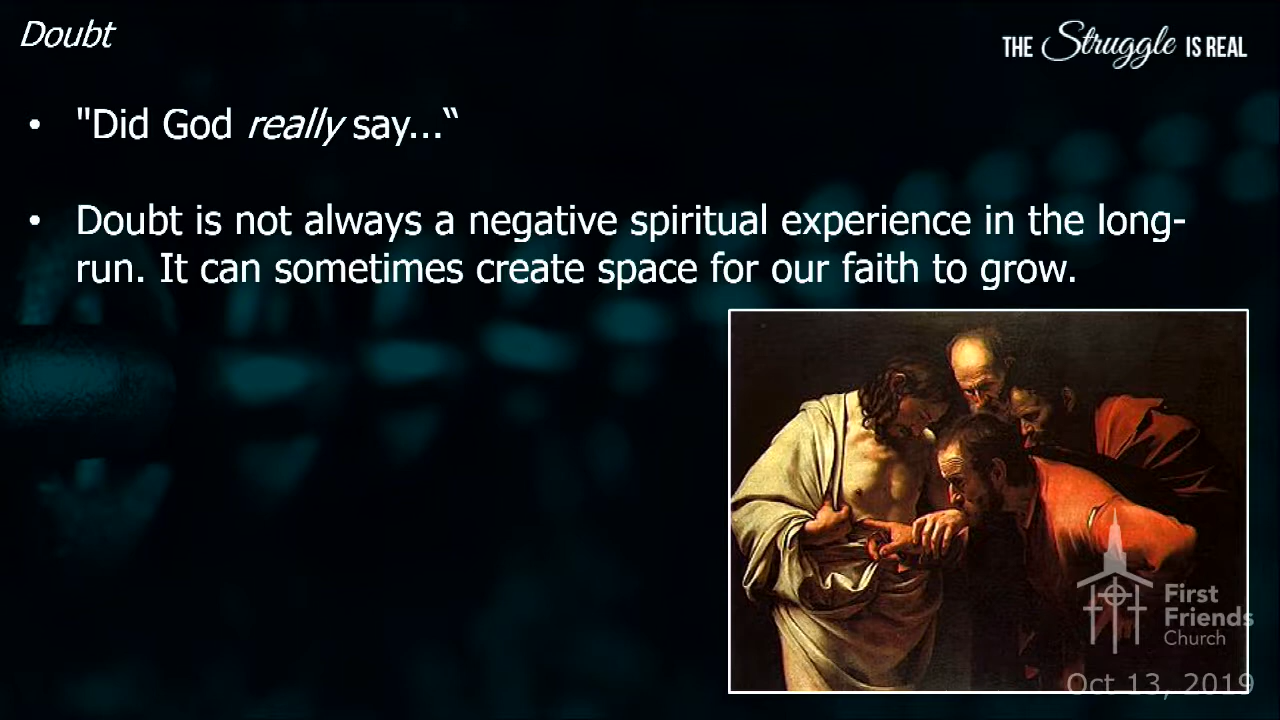 Doubt
THE Struggle IS REAL
• "Did God really say...“
• Doubt is not always a negative spiritual experience in the long-
run. It can sometimes create space for our faith to grow.
First
Friends
Church
Oct 13, 2019